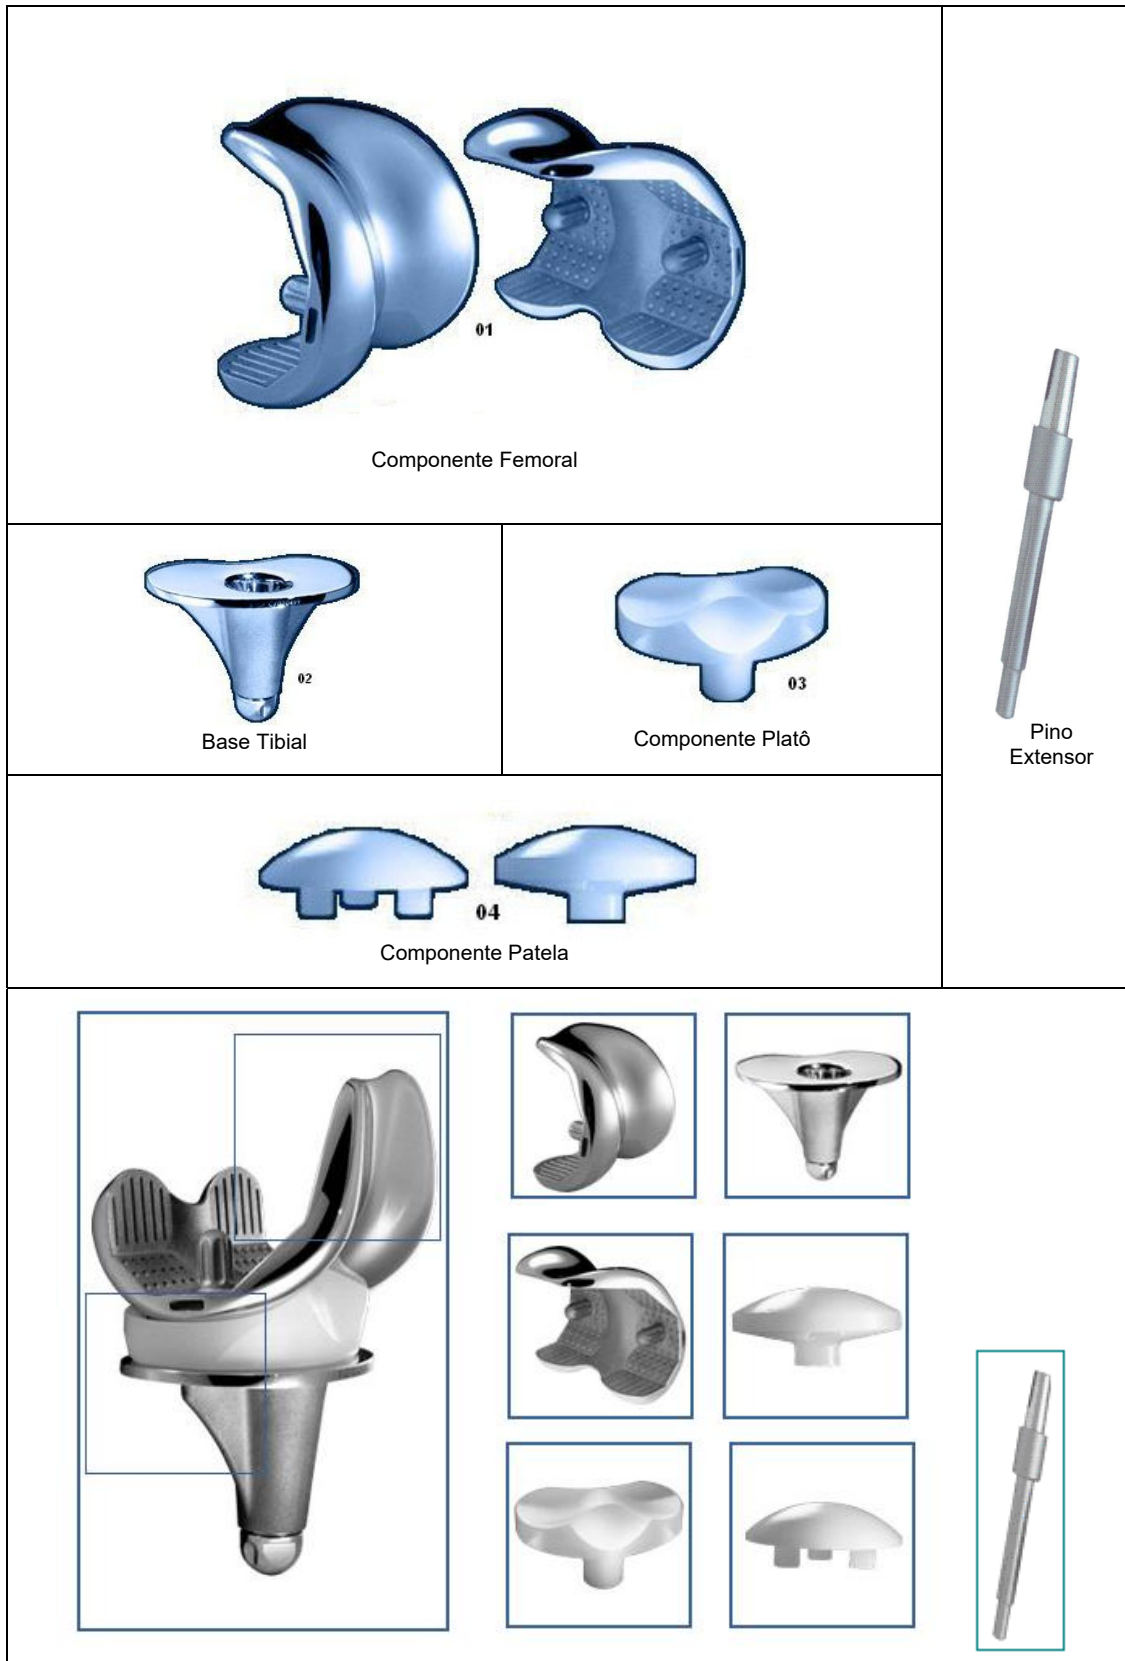 01
Componente Femoral
02
Base Tibial
03
Componente Platô
Pino
Extensor
04
Componente Patela